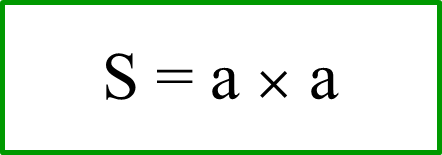 S = a × a